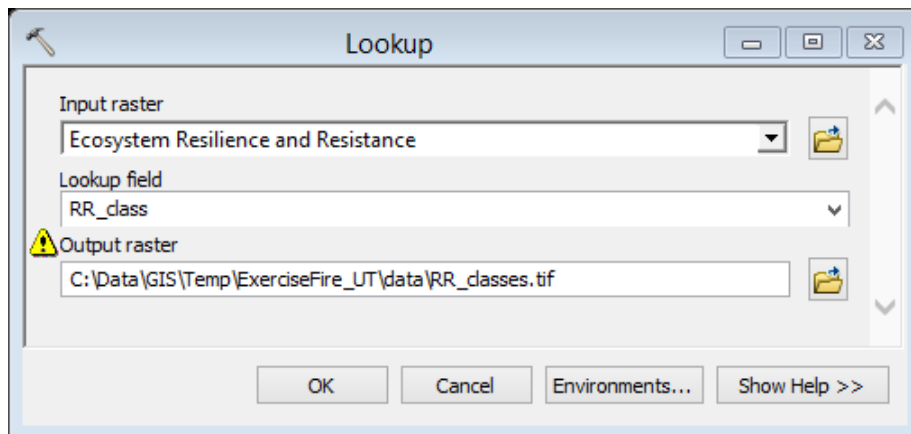 Lookup
Input raster
Ecosystem Resilience and Resistance
Lookup field
RR_class
Output raster
C:\Data\GIS\Temp\ExerciseFire_UT\data\RR_classes.tif
OK Cancel Environments... Show Help >>